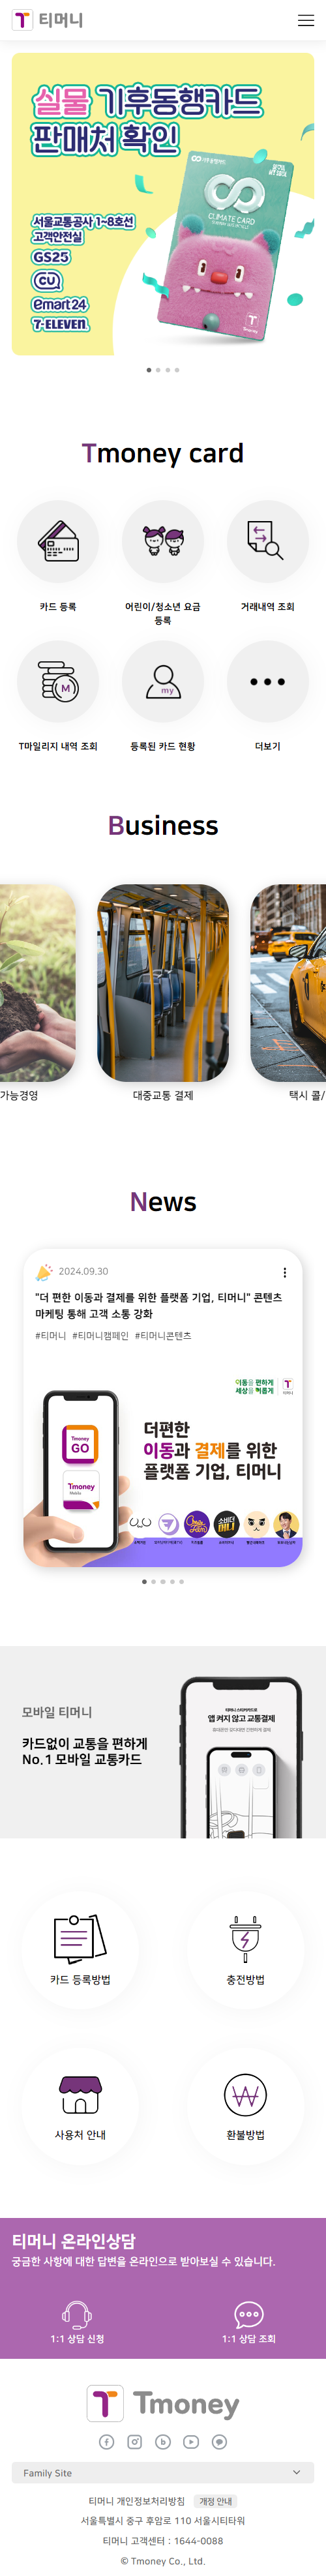 티머니
실물 기후동행카드
판매처 확인
서울교통공사 1~8호선
고객안전실
GS25
CU
emart24
7-ELEVEN
CLIMATE CARD
Tmoney
Tmoney card
카드 등록
어린이/청소년 요금
등록
거래내역 조회
M
my
T마일리지 내역 조회
등록된 카드 현황
더보기
Business
가능경영
대중교통 결제
택시 콜/
News
2024.09.30
"더 편한 이동과 결제를 위한 플랫폼 기업, 티머니" 콘텐츠
마케팅 통해 고객 소통 강화
#티머니 #티머니캠페인 #티머니콘텐츠
이동을 편하게
세상을 이롭게
티머니
Tmoney
GO
Tmoney
더편한
이동과 결제를 위한
플랫폼 기업, 티머니
모바일 티머니
카드없이 교통을 편하게
No.1 모바일 교통카드
앱 켜지 않고 교통결제
카드 등록방법
충전방법
사용처 안내
환불방법
티머니 온라인상담
궁금한 사항에 대한 답변을 온라인으로 받아보실 수 있습니다.
1:1 상담 신청
1:1 상담 조회
Tmoney
Family Site
티머니 개인정보처리방침
개정 안내
서울특별시 중구 후암로 110 서울시티타워
티머니 고객센터 : 1644-0088
© Tmoney Co., Ltd.